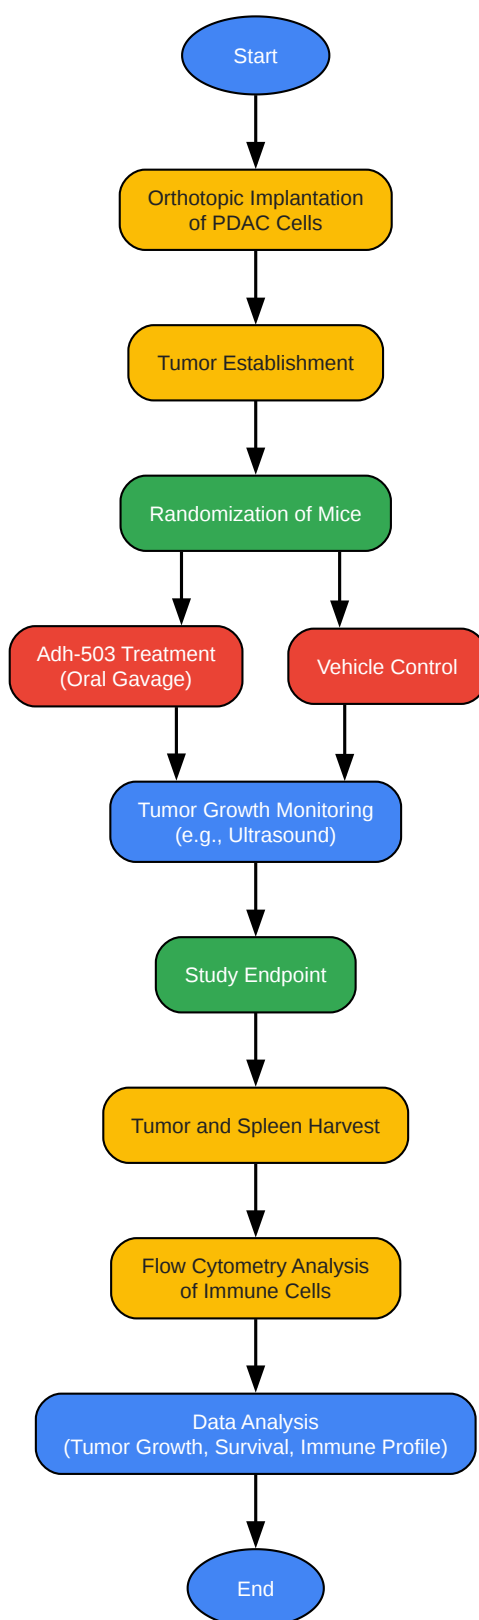 Start
Orthotopic Implantation
of PDAC Cells
Tumor Establishment
Randomization of Mice
Adh-503 Treatment
(Oral Gavage)
Vehicle Control
Tumor Growth Monitoring
(e.g., Ultrasound)
Study Endpoint
Tumor and Spleen Harvest
Flow Cytometry Analysis
of Immune Cells
Data Analysis
(Tumor Growth, Survival, Immune Profile)
End